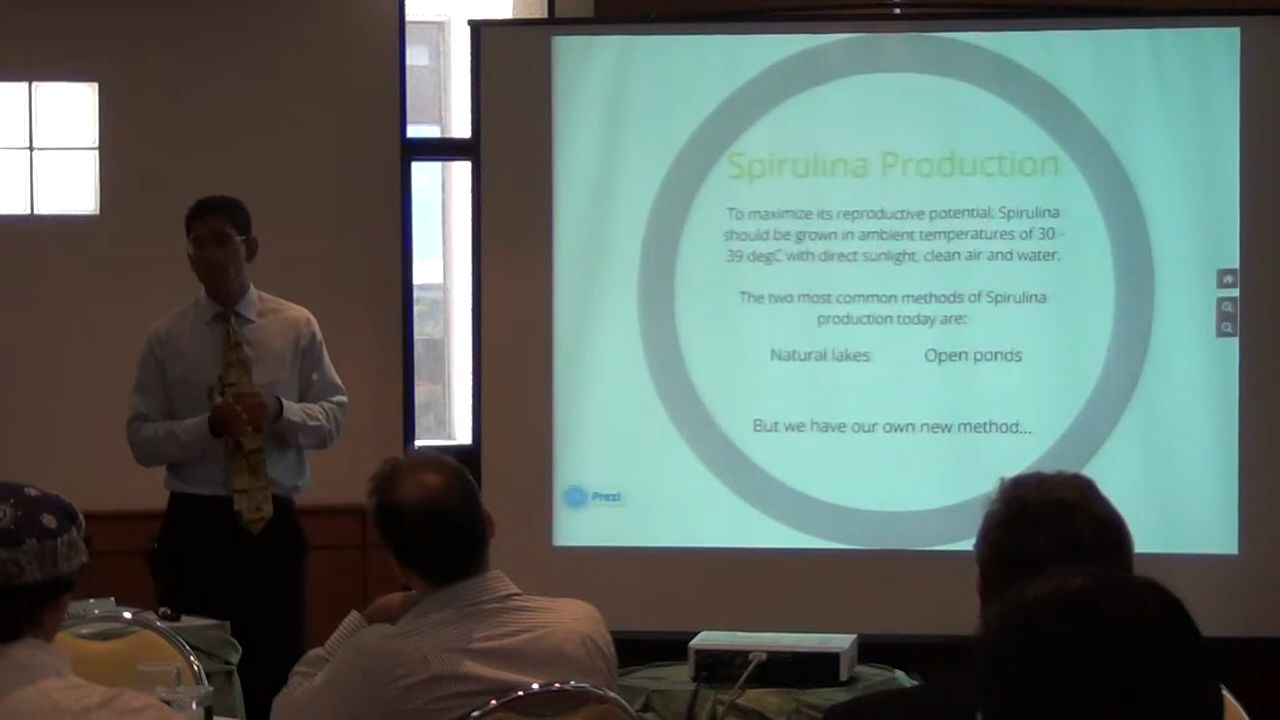 Spirulina Production
To maximize its reproductive potential, Spirulina
should be grown in ambient temperatures of 30 -
39 degC with direct sunlight, clean air and water.
The two most common methods of Spirulina
production today are:
Natural lakes Open ponds
But we have our own new method...
Prezi